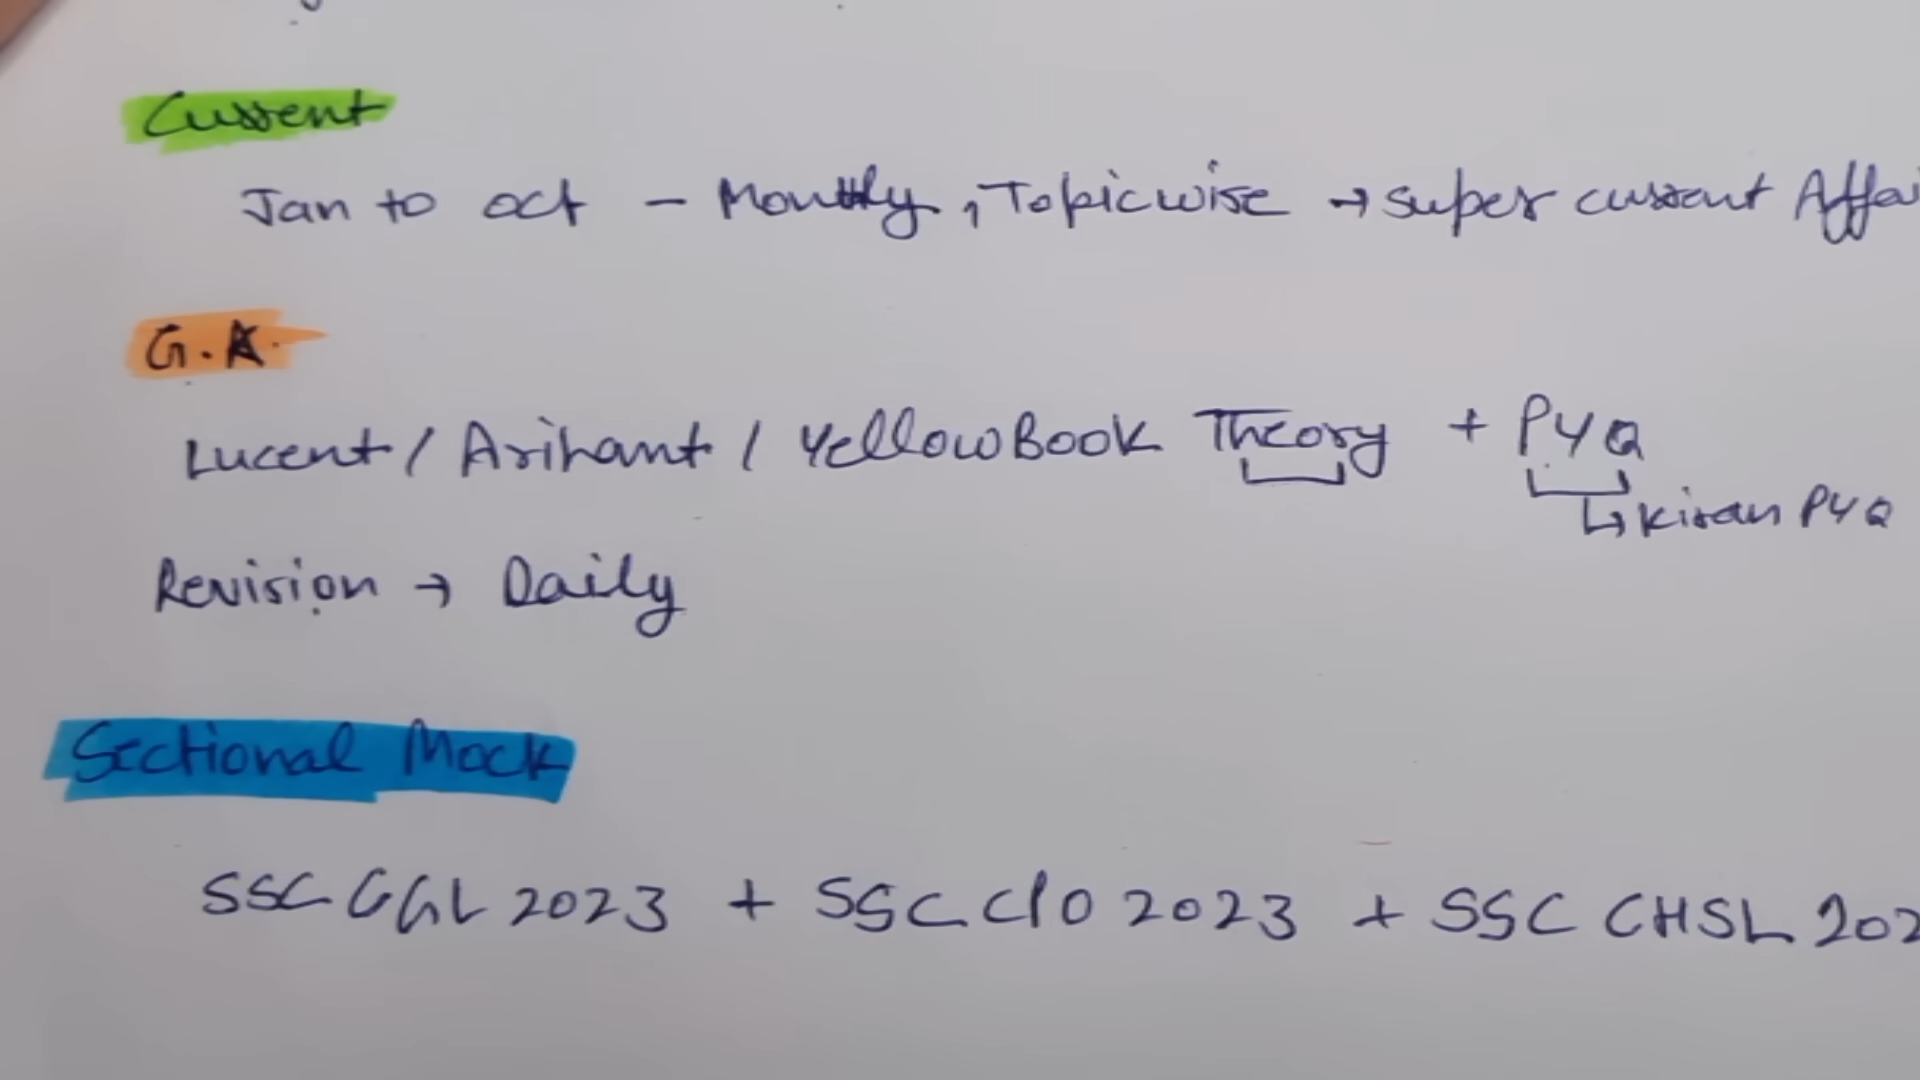 Current
Jan to oct - Monthly, Topicwise → super current Affai
G.K.
Lucent / Arihant / Yellow Book Theory + PYQ
↳ Kiran PYQ
Revision → Daily
Sectional Mock
SSC CGL 2023 + SSC CPO 2023 + SSC CHSL 202